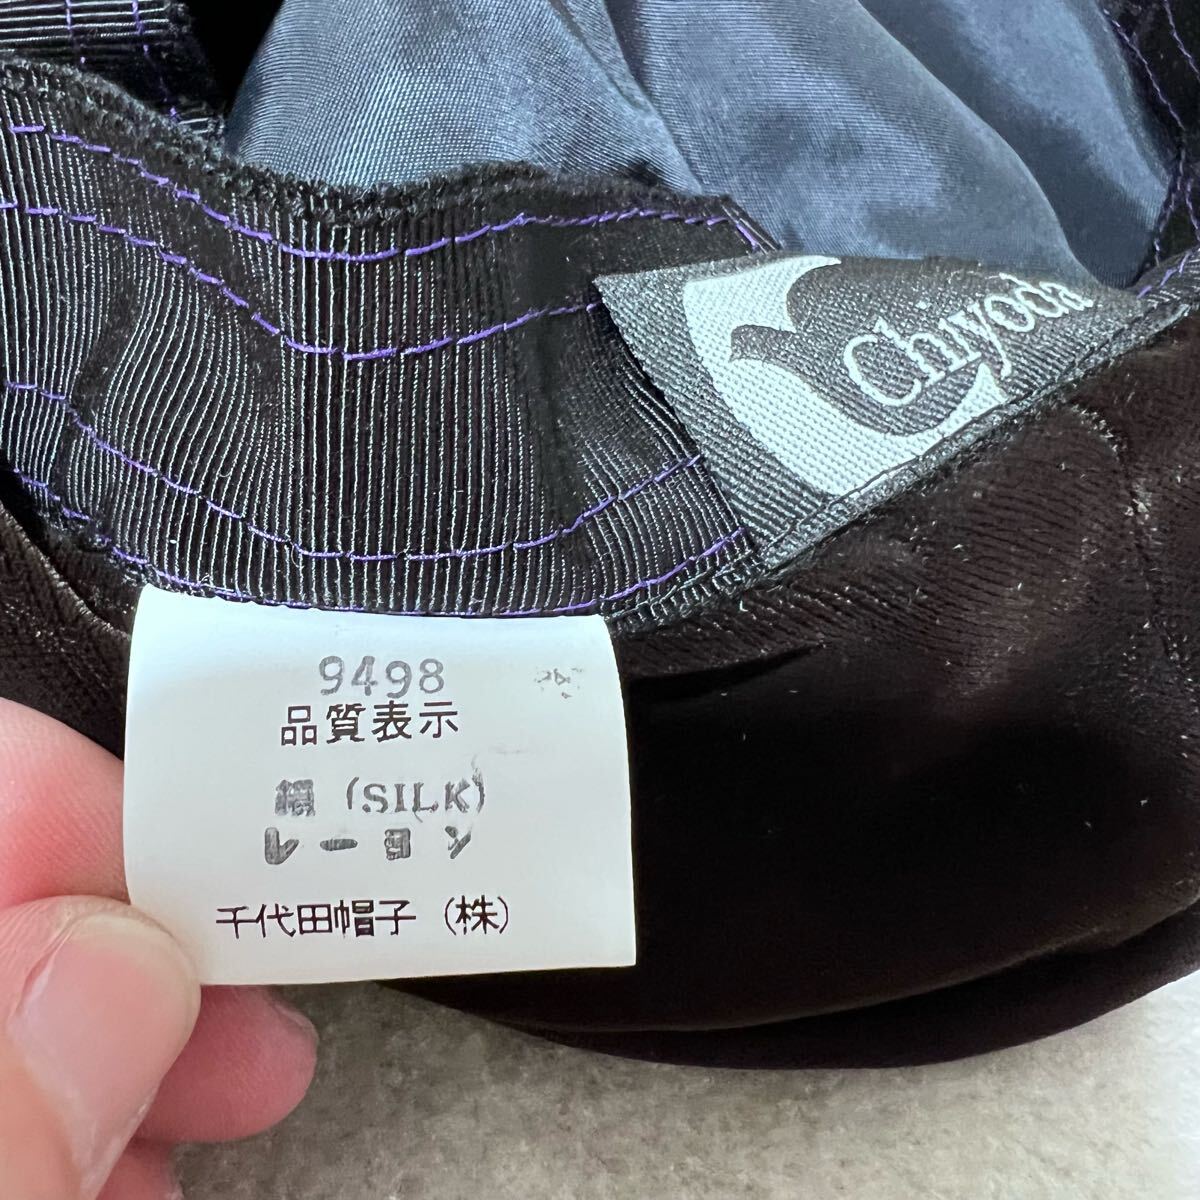 Chiyoda
9498
品質表示
絹 (SILK)
レーヨン
千代田帽子 (株)